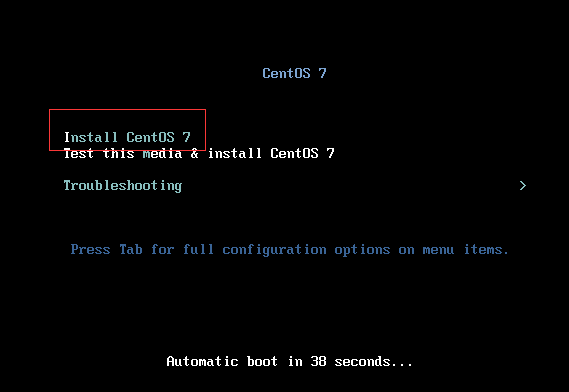 CentOS 7
Install CentOS 7
Test this media & install CentOS 7
Troubleshooting >
Press Tab for full configuration options on menu items.
Automatic boot in 38 seconds...